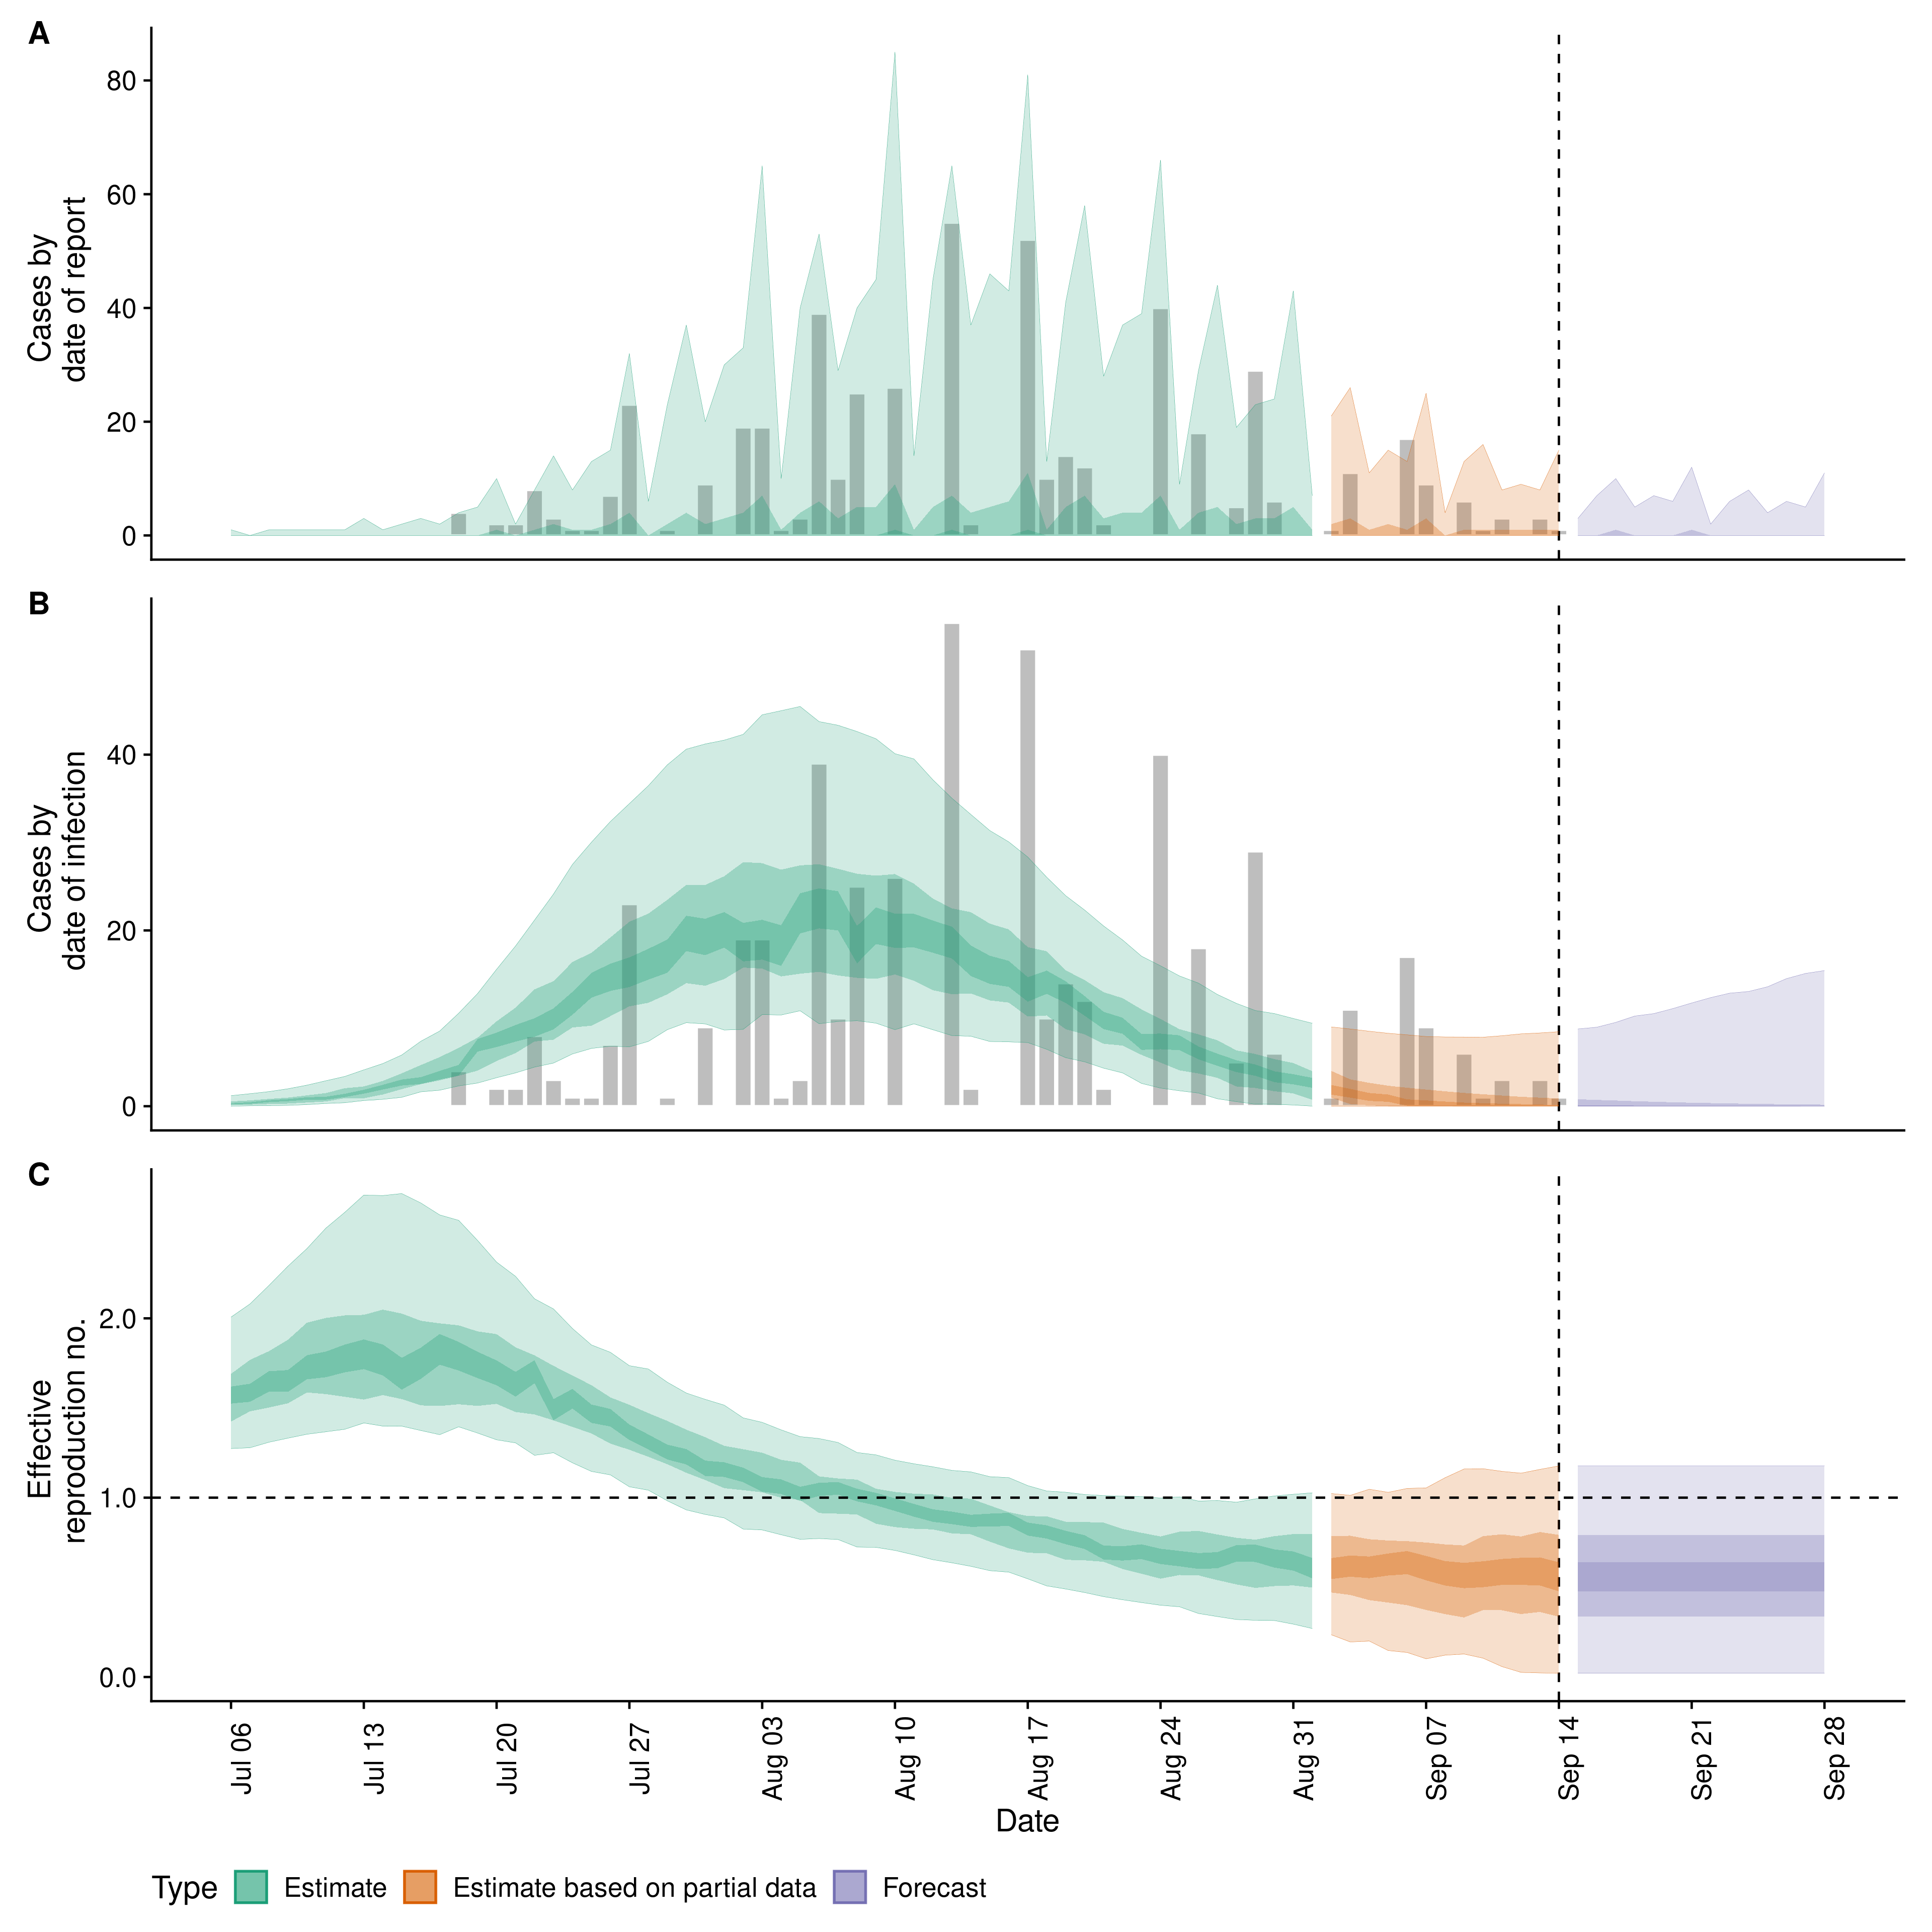 A
80
60
40
20
0
Cases by
date of report
B
40
20
0
Cases by
date of infection
C
2.0
1.0
0.0
Effective
reproduction no.
Jul 06
Jul 13
Jul 20
Jul 27
Aug 03
Aug 10
Aug 17
Aug 24
Aug 31
Sep 07
Sep 14
Sep 21
Sep 28
Date
Type Estimate Estimate based on partial data Forecast